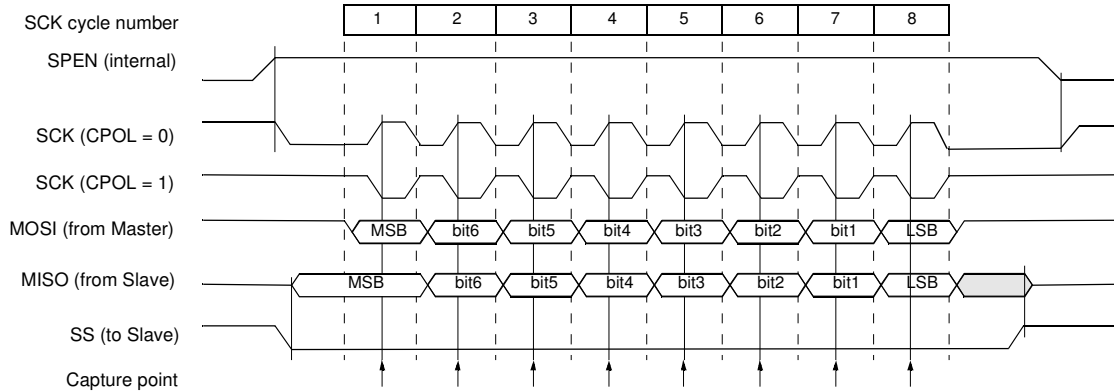 SCK cycle number 1 2 3 4 5 6 7 8
SPEN (internal)
SCK (CPOL = 0)
SCK (CPOL = 1)
MOSI (from Master) MSB bit6 bit5 bit4 bit3 bit2 bit1 LSB
MISO (from Slave) MSB bit6 bit5 bit4 bit3 bit2 bit1 LSB
SS (to Slave)
Capture point